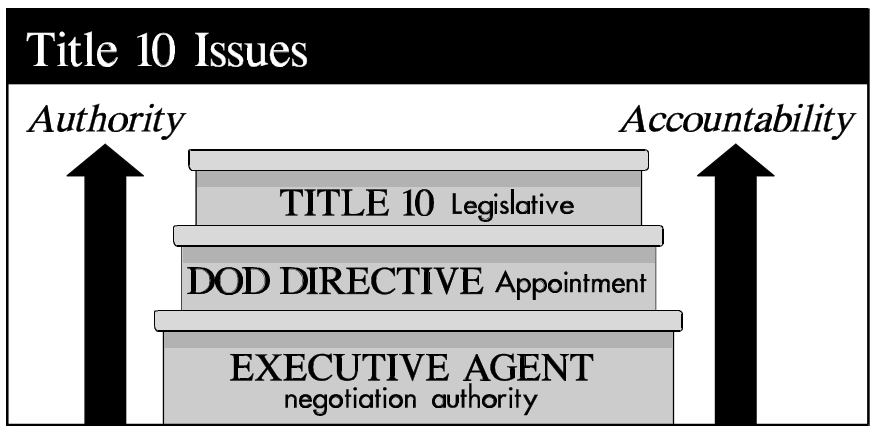 Title 10 Issues
Authority
Accountability
TITLE 10 Legislative
DOD DIRECTIVE Appointment
EXECUTIVE AGENT
negotiation authority